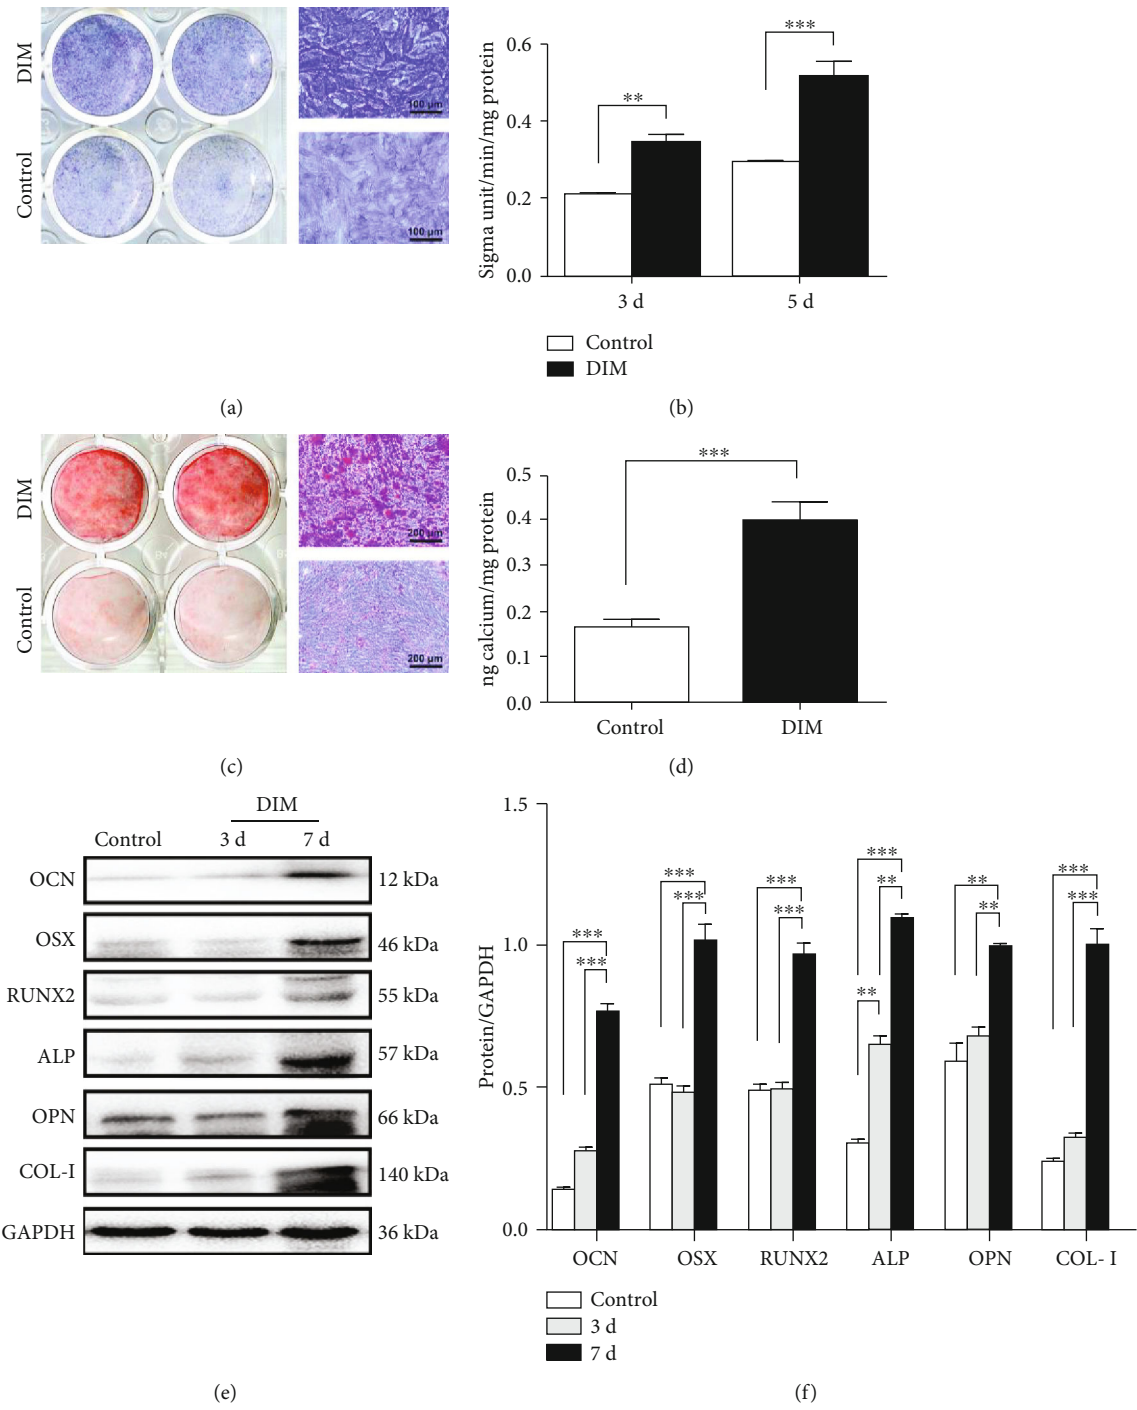 DIM
Control
100 μm
100 μm
(a)
Sigma unit/min/mg protein
0.6
0.4
0.2
0.0
**
***
3 d
5 d
Control
DIM
(b)
DIM
Control
200 μm
200 μm
(c)
ng calcium/mg protein
0.5
0.4
0.3
0.2
0.1
0.0
***
Control
DIM
(d)
DIM
Control 3 d 7 d
OCN 12 kDa
OSX 46 kDa
RUNX2 55 kDa
ALP 57 kDa
OPN 66 kDa
COL-I 140 kDa
GAPDH 36 kDa
(e)
Protein/GAPDH
1.5
1.0
0.5
0.0
***
***
***
***
***
***
***
**
**
**
**
***
***
OCN OSX RUNX2 ALP OPN COL- I
Control
3 d
7 d
(f)